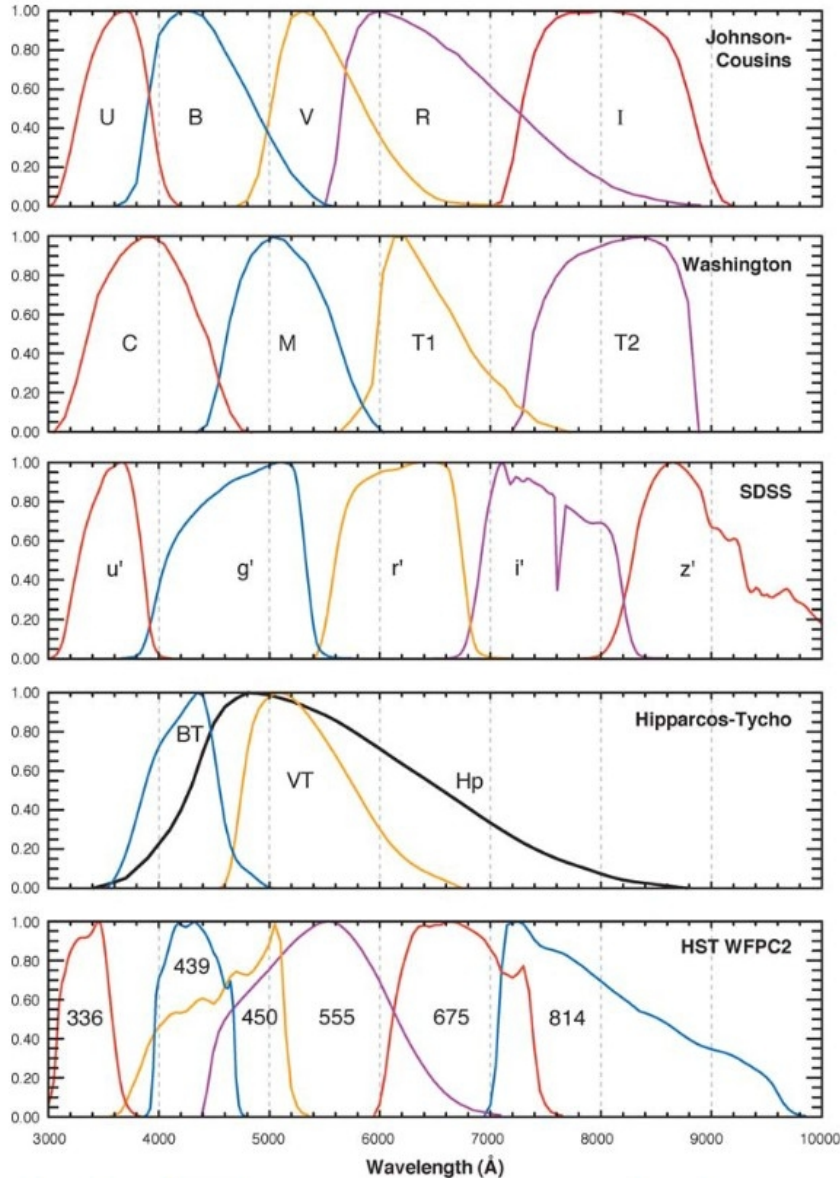 1.00
0.80
0.60
0.40
0.20
0.00
Johnson-
Cousins
U B V R I
1.00
0.80
0.60
0.40
0.20
0.00
Washington
C M T1 T2
1.00
0.80
0.60
0.40
0.20
0.00
SDSS
u' g' r' i' z'
1.00
0.80
0.60
0.40
0.20
0.00
Hipparcos-Tycho
BT VT Hp
1.00
0.80
0.60
0.40
0.20
0.00
HST WFPC2
439
336 450 555 675 814
3000 4000 5000 6000 7000 8000 9000 10000
Wavelength (Å)